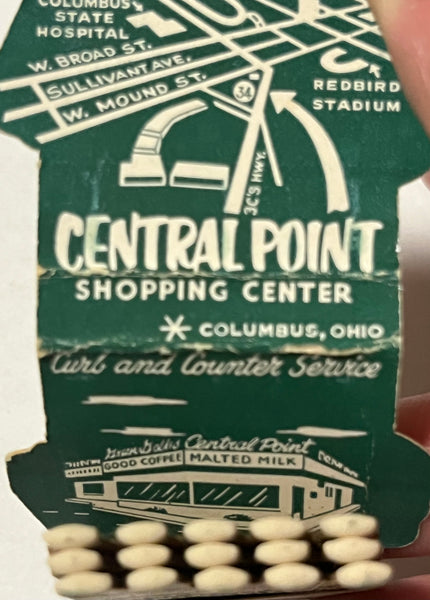 COLUMBUS
STATE
HOSPITAL
W. BROAD ST.
SULLIVANT AVE.
W. MOUND ST.
34
REDBIRD
STADIUM
3C'S HWY.
CENTRAL POINT
SHOPPING CENTER
COLUMBUS, OHIO
Curb and Counter Service
Central Point
GOOD COFFEE MALTED MILK